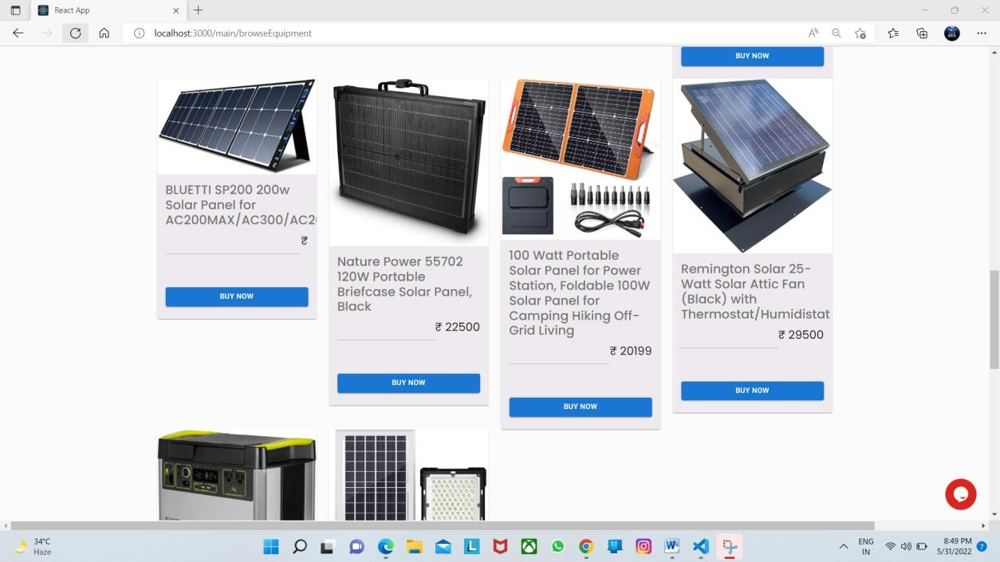 React App
localhost:3000/main/browseEquipment
BUY NOW
BLUETTI SP200 200w
Solar Panel for
AC200MAX/AC300/AC20
₹
BUY NOW
Nature Power 55702
120W Portable
Briefcase Solar Panel,
Black
₹ 22500
BUY NOW
100 Watt Portable
Solar Panel for Power
Station, Foldable 100W
Solar Panel for
Camping Hiking Off-
Grid Living
₹ 20199
BUY NOW
Remington Solar 25-
Watt Solar Attic Fan
(Black) with
Thermostat/Humidistat
₹ 29500
BUY NOW
34°C
Haze
ENG
IN
8:49 PM
5/31/2022
7